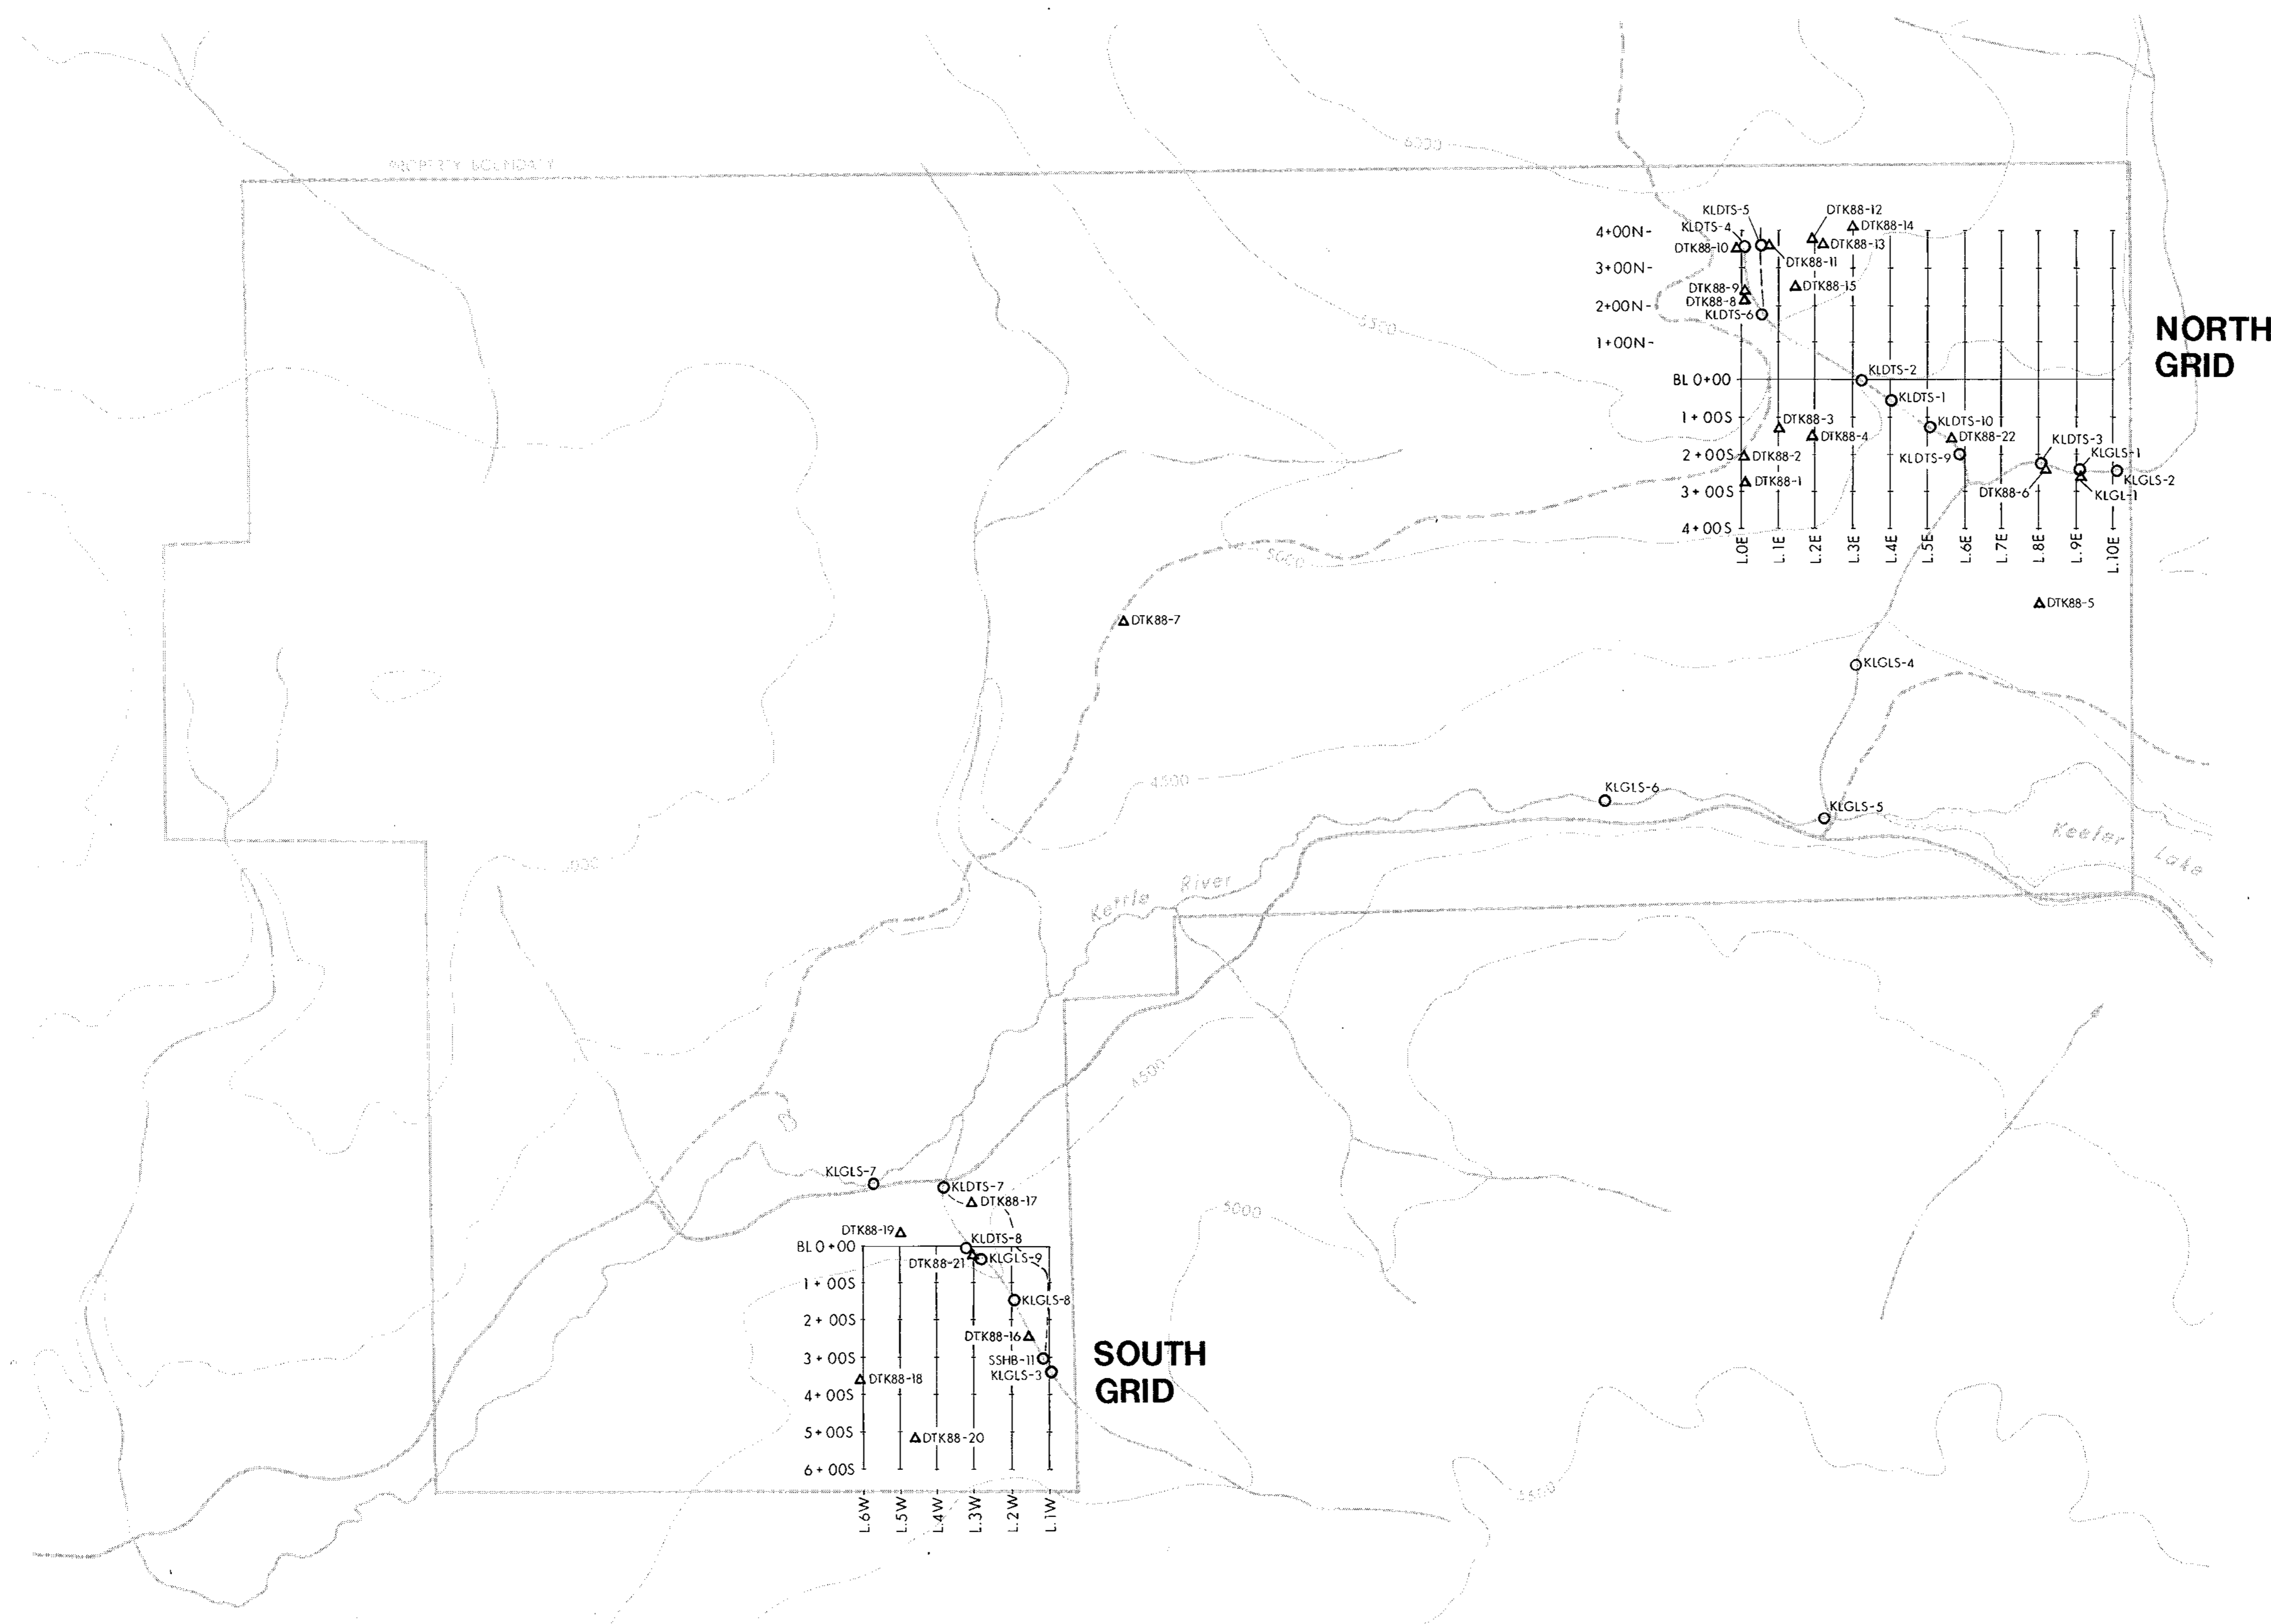 PROPERTY BOUNDARY
6000
5500
5000
4500
NORTH
GRID
KLDTS-5
KLDTS-4
DTK88-12
DTK88-14
DTK88-10
DTK88-13
DTK88-11
DTK88-9
DTK88-15
DTK88-8
KLDTS-6
KLDTS-2
KLDTS-1
DTK88-3
DTK88-4
KLDTS-10
DTK88-22
KLDTS-9
KLDTS-3
KLGLS-1
DTK88-2
DTK88-1
DTK88-6
KLGL-1
KLGLS-2
4+00N
3+00N
2+00N
1+00N
BL 0+00
1+00S
2+00S
3+00S
4+00S
L.0E
L.1E
L.2E
L.3E
L.4E
L.5E
L.6E
L.7E
L.8E
L.9E
L.10E
DTK88-5
DTK88-7
KLGLS-4
KLGLS-6
KLGLS-5
Keefer Lake
Kettle River
4500
5000
4500
KLGLS-7
KLDTS-7
DTK88-17
DTK88-19
KLDTS-8
DTK88-21
KLGLS-9
KLGLS-8
DTK88-16
SSHB-11
KLGLS-3
DTK88-18
DTK88-20
BL 0+00
1+00S
2+00S
3+00S
4+00S
5+00S
6+00S
L.6W
L.5W
L.4W
L.3W
L.2W
L.1W
SOUTH
GRID